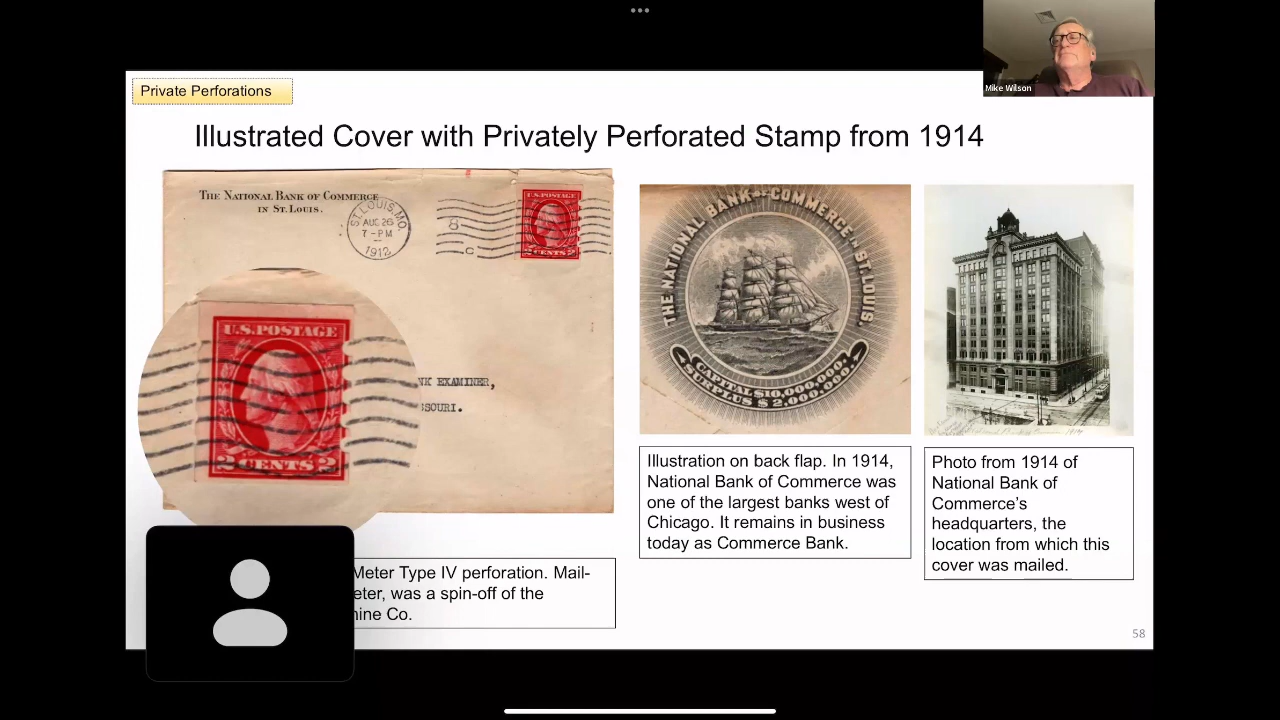 Mike Wilson
Private Perforations
Illustrated Cover with Privately Perforated Stamp from 1914
THE NATIONAL BANK OF COMMERCE
IN ST. LOUIS.
ST. LOUIS, MO.
AUG 26
7 - PM
1912
8
C
U.S. POSTAGE
2 CENTS 2
U.S. POSTAGE
2 CENTS 2
NK EXAMINER,
SOURI.
Meter Type IV perforation. Mail-
eter, was a spin-off of the
hine Co.
THE NATIONAL BANK OF COMMERCE IN ST. LOUIS.
CAPITAL $10,000,000.
SURPLUS $2,000,000.
Illustration on back flap. In 1914,
National Bank of Commerce was
one of the largest banks west of
Chicago. It remains in business
today as Commerce Bank.
Photo from 1914 of
National Bank of
Commerce's
headquarters, the
location from which this
cover was mailed.
58